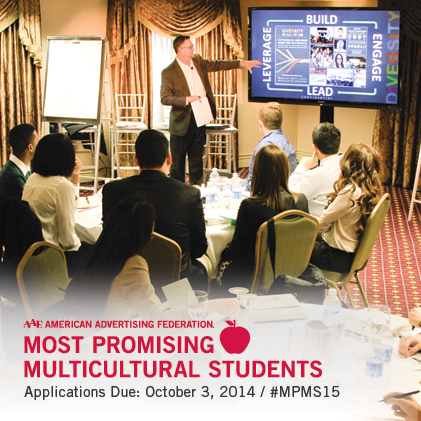 BUILD
LEVERAGE
ENGAGE
LEAD
DIVERSITY
AAF AMERICAN ADVERTISING FEDERATION.
MOST PROMISING
MULTICULTURAL STUDENTS
Applications Due: October 3, 2014 / #MPMS15